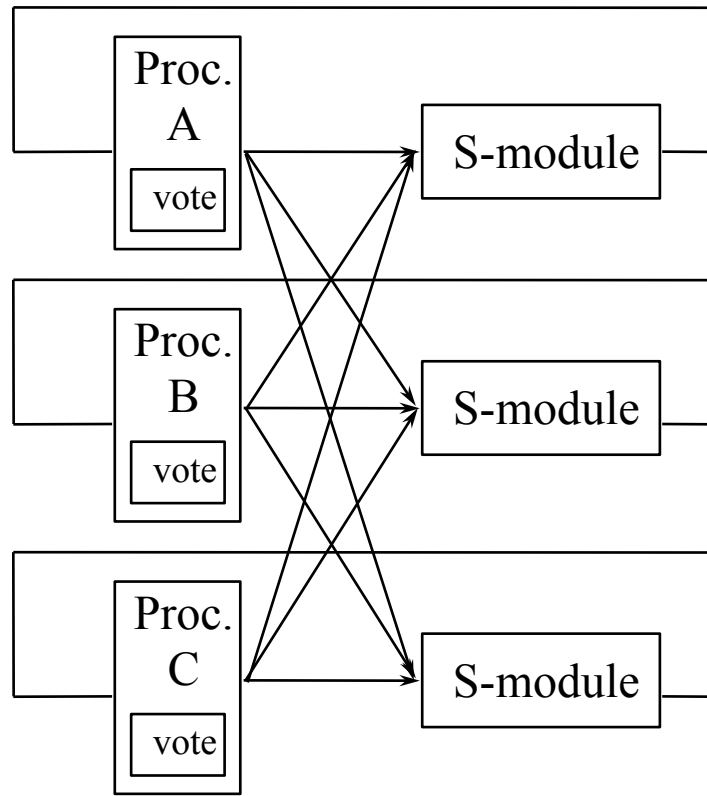 Proc.
A
vote
S-module
Proc.
B
vote
S-module
Proc.
C
vote
S-module